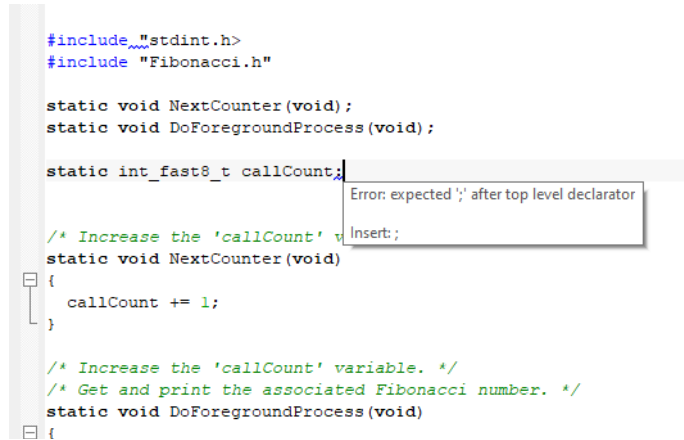 #include "stdint.h>
#include "Fibonacci.h"
static void NextCounter(void);
static void DoForegroundProcess(void);
static int_fast8_t callCount;
Error: expected ';' after top level declarator
Insert: ;
/* Increase the 'callCount' v
static void NextCounter(void)
{
callCount += 1;
}
/* Increase the 'callCount' variable. */
/* Get and print the associated Fibonacci number. */
static void DoForegroundProcess(void)
{